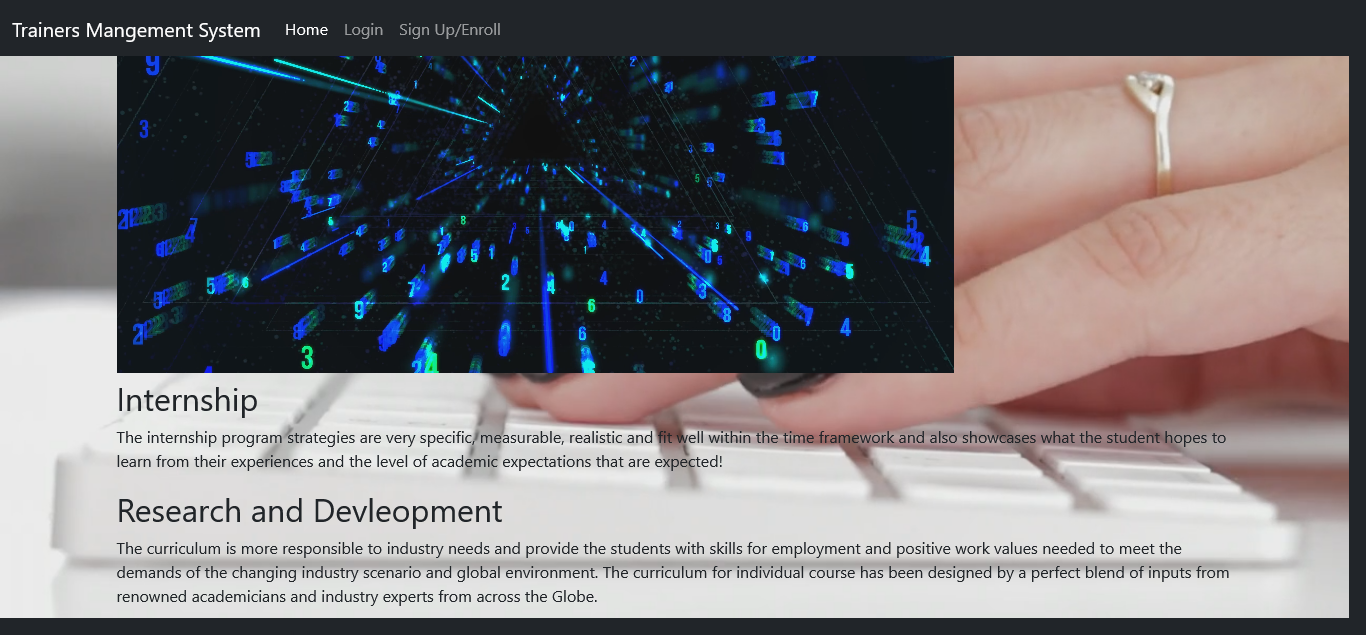 Trainers Mangement System Home Login Sign Up/Enroll
Internship
The internship program strategies are very specific, measurable, realistic and fit well within the time framework and also showcases what the student hopes to
learn from their experiences and the level of academic expectations that are expected!
Research and Devleopment
The curriculum is more responsible to industry needs and provide the students with skills for employment and positive work values needed to meet the
demands of the changing industry scenario and global environment. The curriculum for individual course has been designed by a perfect blend of inputs from
renowned academicians and industry experts from across the Globe.